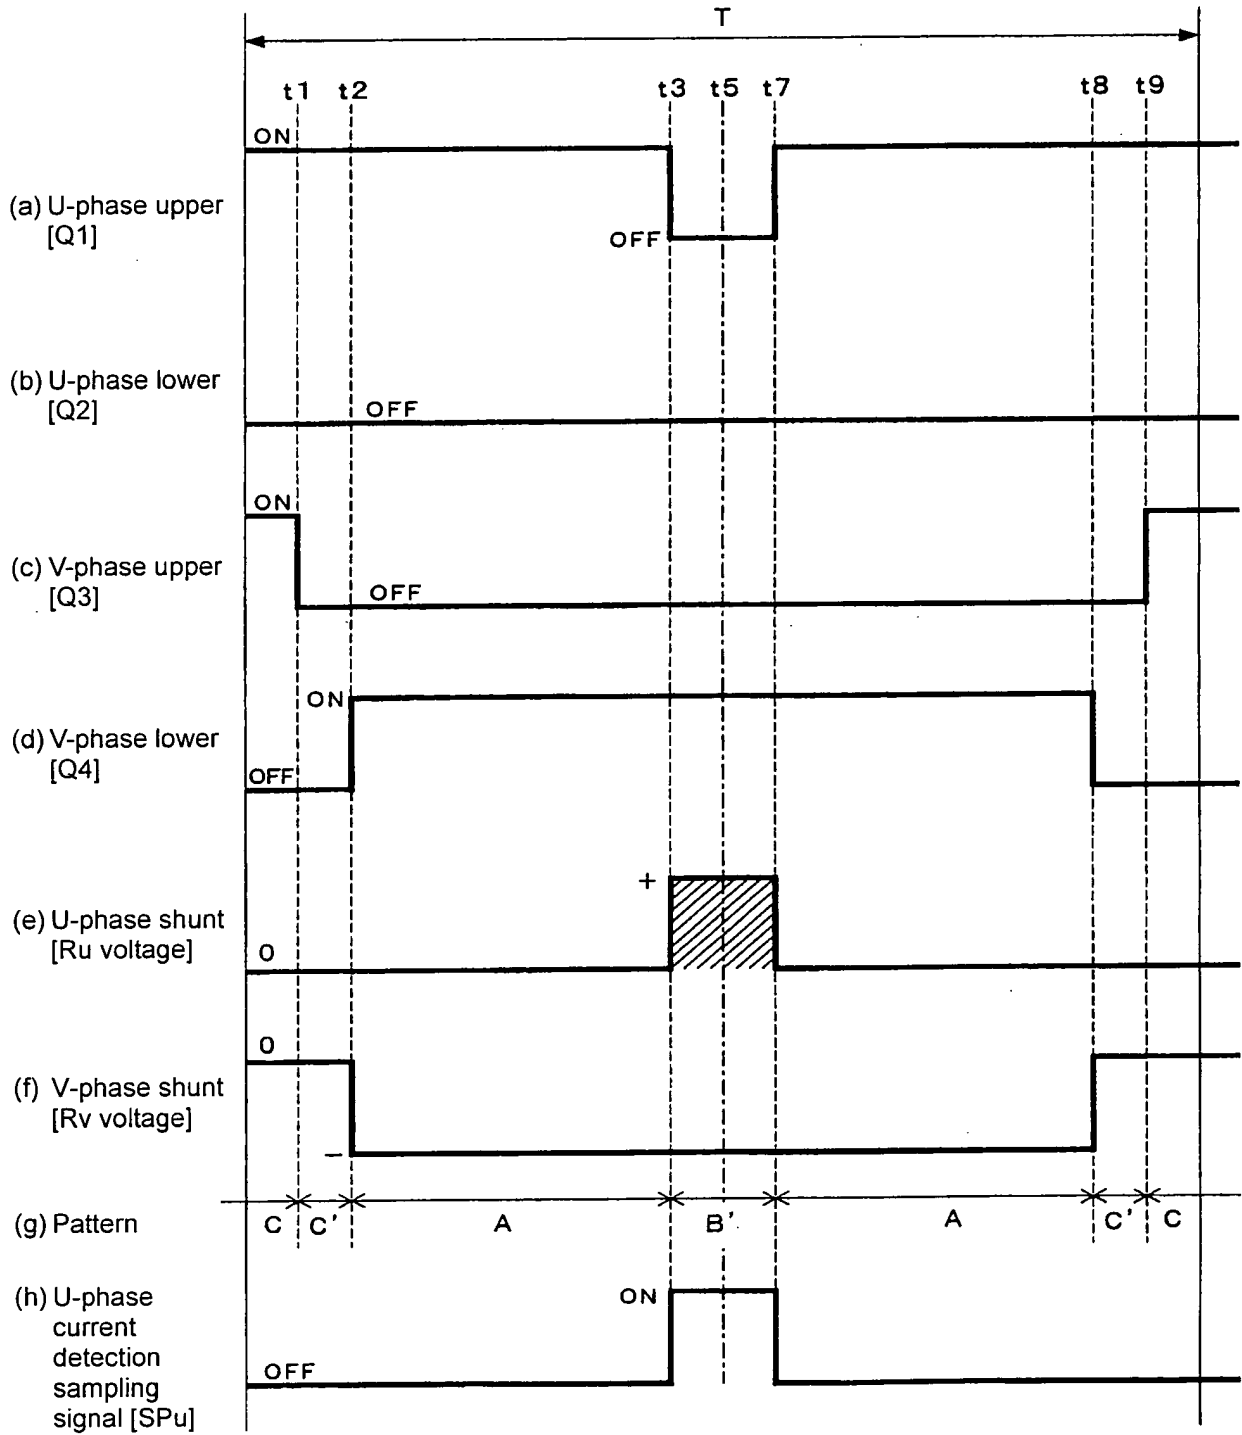 T
t1 t2 t3 t5 t7 t8 t9
ON
(a) U-phase upper
[Q1]
OFF
(b) U-phase lower
[Q2]
OFF
ON
(c) V-phase upper
[Q3]
OFF
ON
(d) V-phase lower
[Q4]
OFF
+
(e) U-phase shunt
[Ru voltage]
0
0
(f) V-phase shunt
[Rv voltage]
−
(g) Pattern
C C' A B' A C' C
(h) U-phase
current
detection
sampling
signal [SPu]
ON
OFF